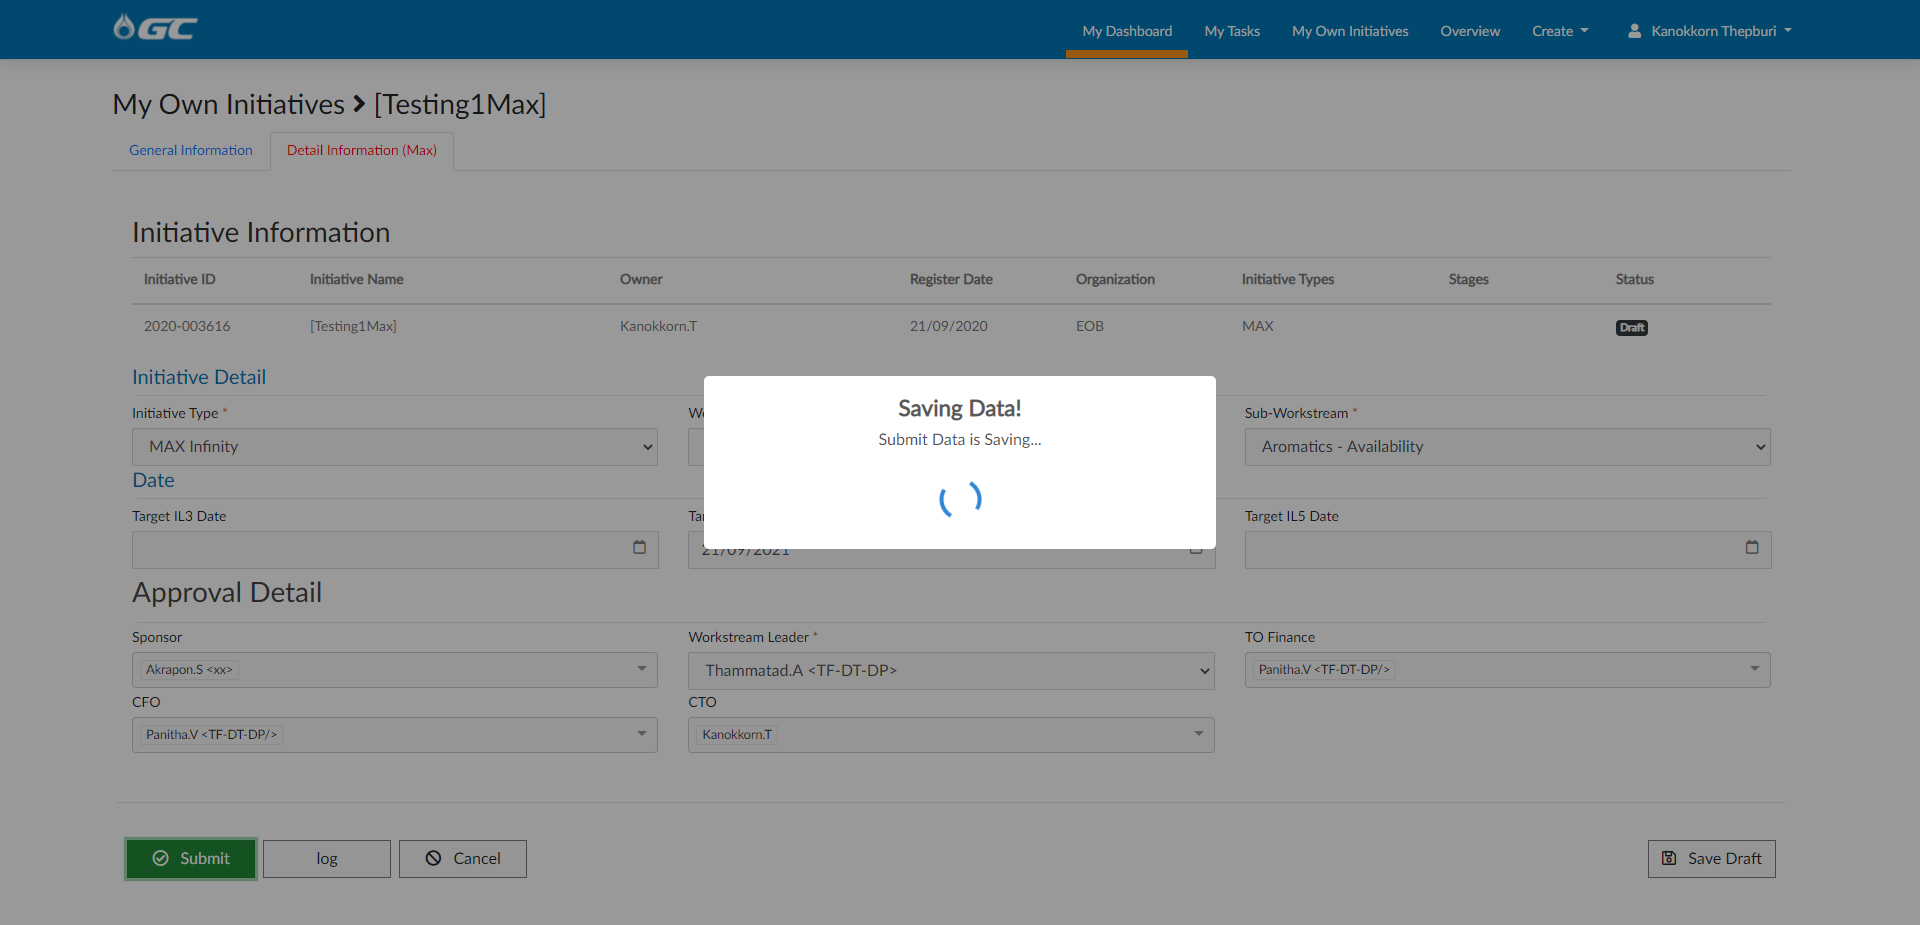 GC
My Dashboard My Tasks My Own Initiatives Overview Create Kanokkorn Thepburi
My Own Initiatives > [Testing1Max]
General Information Detail Information (Max)
Initiative Information
Initiative ID Initiative Name Owner Register Date Organization Initiative Types Stages Status
2020-003616 [Testing1Max] Kanokkorn.T 21/09/2020 EOB MAX Draft
Initiative Detail
Initiative Type * Sub-Workstream *
MAX Infinity Aromatics - Availability
Saving Data!
Submit Data is Saving...
Date
Target IL3 Date Target IL5 Date
21/09/2021
Approval Detail
Sponsor Workstream Leader * TO Finance
Akrapon.S <xx> Thammatad.A <TF-DT-DP> Panitha.V <TF-DT-DP/>
CFO CTO
Panitha.V <TF-DT-DP/> Kanokkorn.T
Submit log Cancel Save Draft